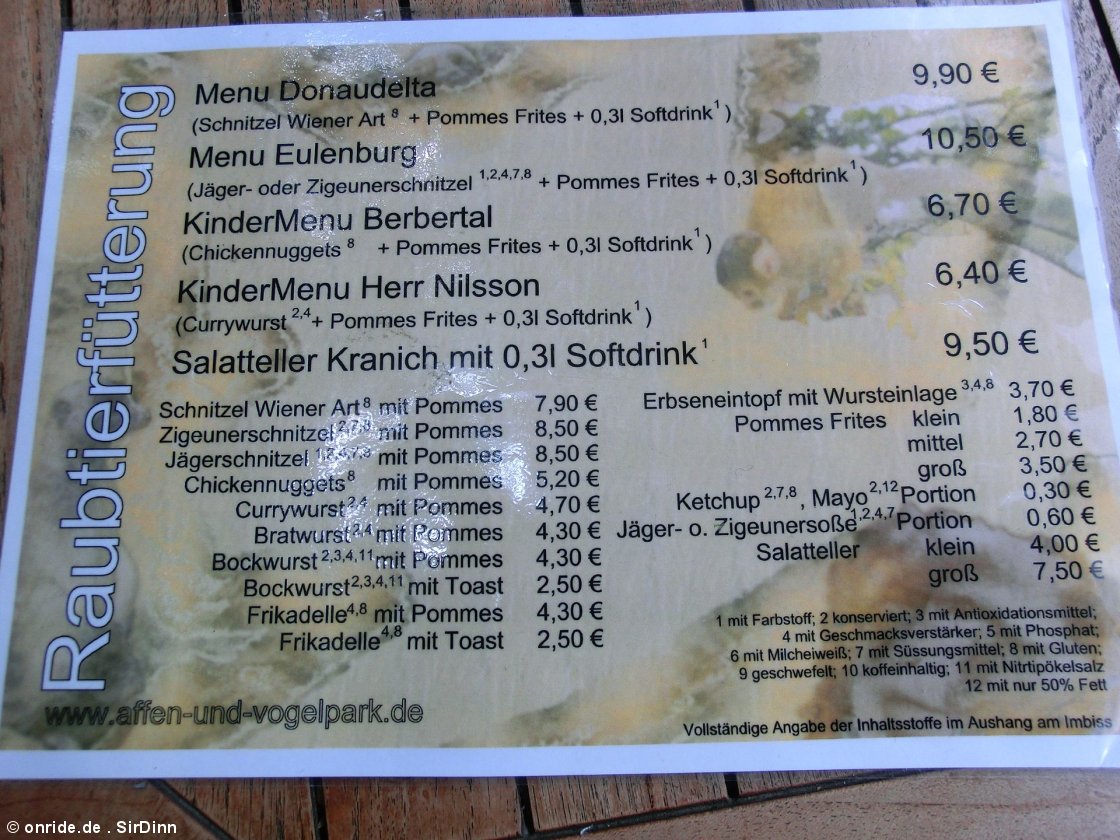 Raubtierfütterung
Menu Donaudelta 9,90 €
(Schnitzel Wiener Art 8 + Pommes Frites + 0,3l Softdrink 1 )
Menu Eulenburg 10,50 €
(Jäger- oder Zigeunerschnitzel 1,2,4,7,8 + Pommes Frites + 0,3l Softdrink 1 )
KinderMenu Berbertal 6,70 €
(Chickennuggets 8 + Pommes Frites + 0,3l Softdrink 1 )
KinderMenu Herr Nilsson 6,40 €
(Currywurst 2,4 + Pommes Frites + 0,3l Softdrink 1 )
Salatteller Kranich mit 0,3l Softdrink 1 9,50 €
Schnitzel Wiener Art 8 mit Pommes 7,90 €
Zigeunerschnitzel 2,7,8 mit Pommes 8,50 €
Jägerschnitzel 1,2,4,7,8 mit Pommes 8,50 €
Chickennuggets 8 mit Pommes 5,20 €
Currywurst 2,4 mit Pommes 4,70 €
Bratwurst 2,4 mit Pommes 4,30 €
Bockwurst 2,3,4,11 mit Pommes 4,30 €
Bockwurst 2,3,4,11 mit Toast 2,50 €
Frikadelle 4,8 mit Pommes 4,30 €
Frikadelle 4,8 mit Toast 2,50 €
Erbseneintopf mit Wursteinlage 3,4,8 3,70 €
Pommes Frites klein 1,80 €
mittel 2,70 €
groß 3,50 €
Ketchup 2,7,8 , Mayo 2,12 Portion 0,30 €
Jäger- o. Zigeunersoße 1,2,4,7 Portion 0,60 €
Salatteller klein 4,00 €
groß 7,50 €
1 mit Farbstoff; 2 konserviert; 3 mit Antioxidationsmittel;
4 mit Geschmacksverstärker; 5 mit Phosphat;
6 mit Milcheiweiß; 7 mit Süssungsmittel; 8 mit Gluten;
9 geschwefelt; 10 koffeinhaltig; 11 mit Nitrtipökelsalz
12 mit nur 50% Fett
www.affen-und-vogelpark.de
Vollständige Angabe der Inhaltsstoffe im Aushang am Imbiss
© onride.de . SirDinn